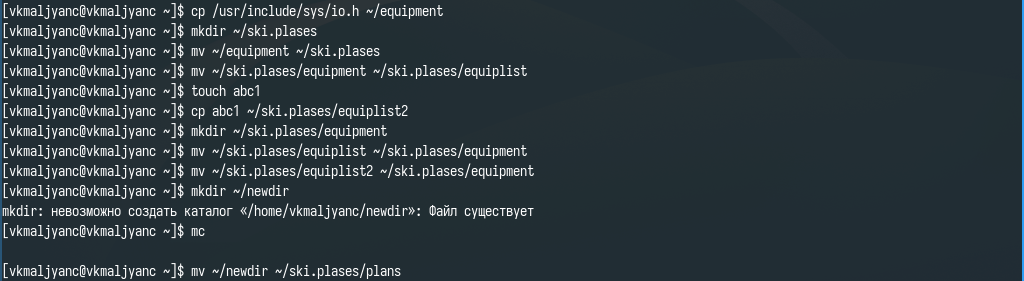 [vkmaljyanc@vkmaljyanc ~]$ cp /usr/include/sys/io.h ~/equipment
[vkmaljyanc@vkmaljyanc ~]$ mkdir ~/ski.plases
[vkmaljyanc@vkmaljyanc ~]$ mv ~/equipment ~/ski.plases
[vkmaljyanc@vkmaljyanc ~]$ mv ~/ski.plases/equipment ~/ski.plases/equiplist
[vkmaljyanc@vkmaljyanc ~]$ touch abc1
[vkmaljyanc@vkmaljyanc ~]$ cp abc1 ~/ski.plases/equiplist2
[vkmaljyanc@vkmaljyanc ~]$ mkdir ~/ski.plases/equipment
[vkmaljyanc@vkmaljyanc ~]$ mv ~/ski.plases/equiplist ~/ski.plases/equipment
[vkmaljyanc@vkmaljyanc ~]$ mv ~/ski.plases/equiplist2 ~/ski.plases/equipment
[vkmaljyanc@vkmaljyanc ~]$ mkdir ~/newdir
mkdir: невозможно создать каталог «/home/vkmaljyanc/newdir»: Файл существует
[vkmaljyanc@vkmaljyanc ~]$ mc
[vkmaljyanc@vkmaljyanc ~]$ mv ~/newdir ~/ski.plases/plans